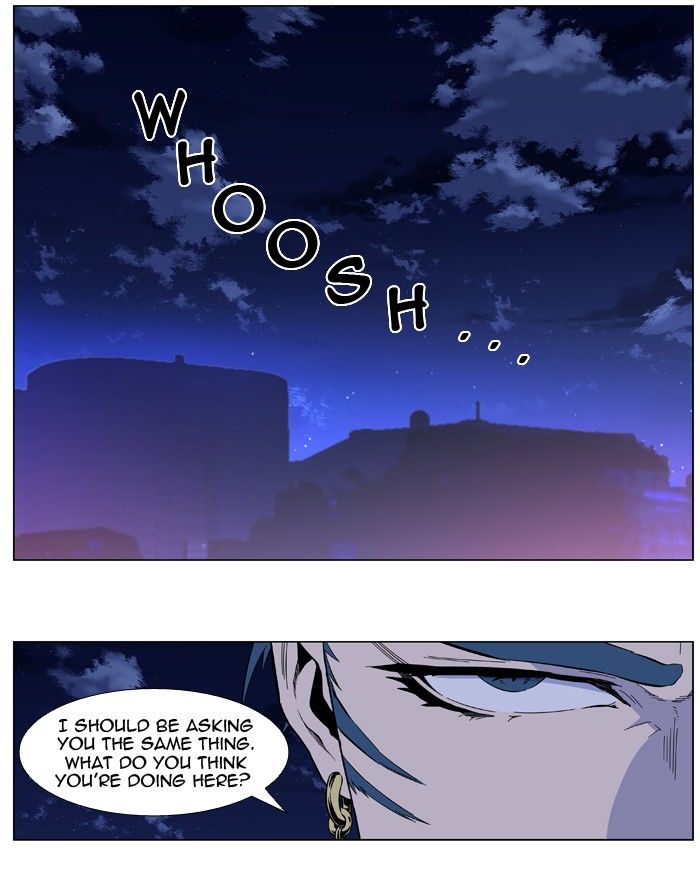 WHOOSH...
I SHOULD BE ASKING
YOU THE SAME THING.
WHAT DO YOU THINK
YOU'RE DOING HERE?